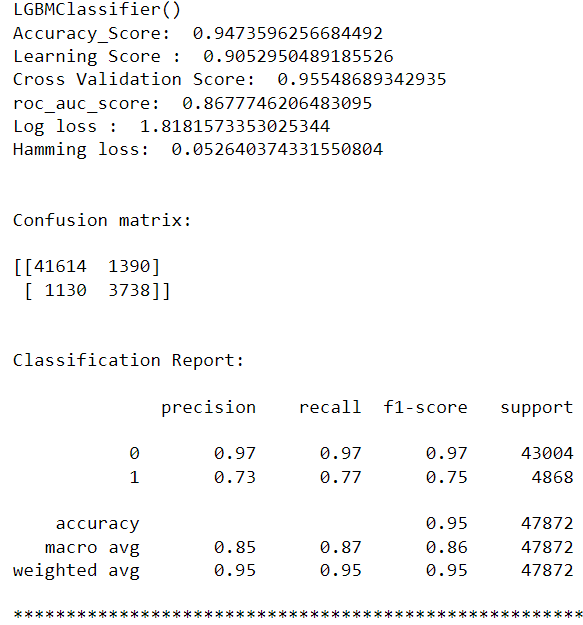 LGBMClassifier()
Accuracy_Score:  0.9473596256684492
Learning Score :  0.9052950489185526
Cross Validation Score:  0.95548689342935
roc_auc_score:  0.8677746206483095
Log loss :  1.8181573353025344
Hamming loss:  0.052640374331550804
Confusion matrix:
[[41614  1390]
 [ 1130  3738]]
Classification Report:
              precision    recall  f1-score   support
           0       0.97      0.97      0.97     43004
           1       0.73      0.77      0.75      4868
    accuracy                           0.95     47872
   macro avg       0.85      0.87      0.86     47872
weighted avg       0.95      0.95      0.95     47872
******************************************************